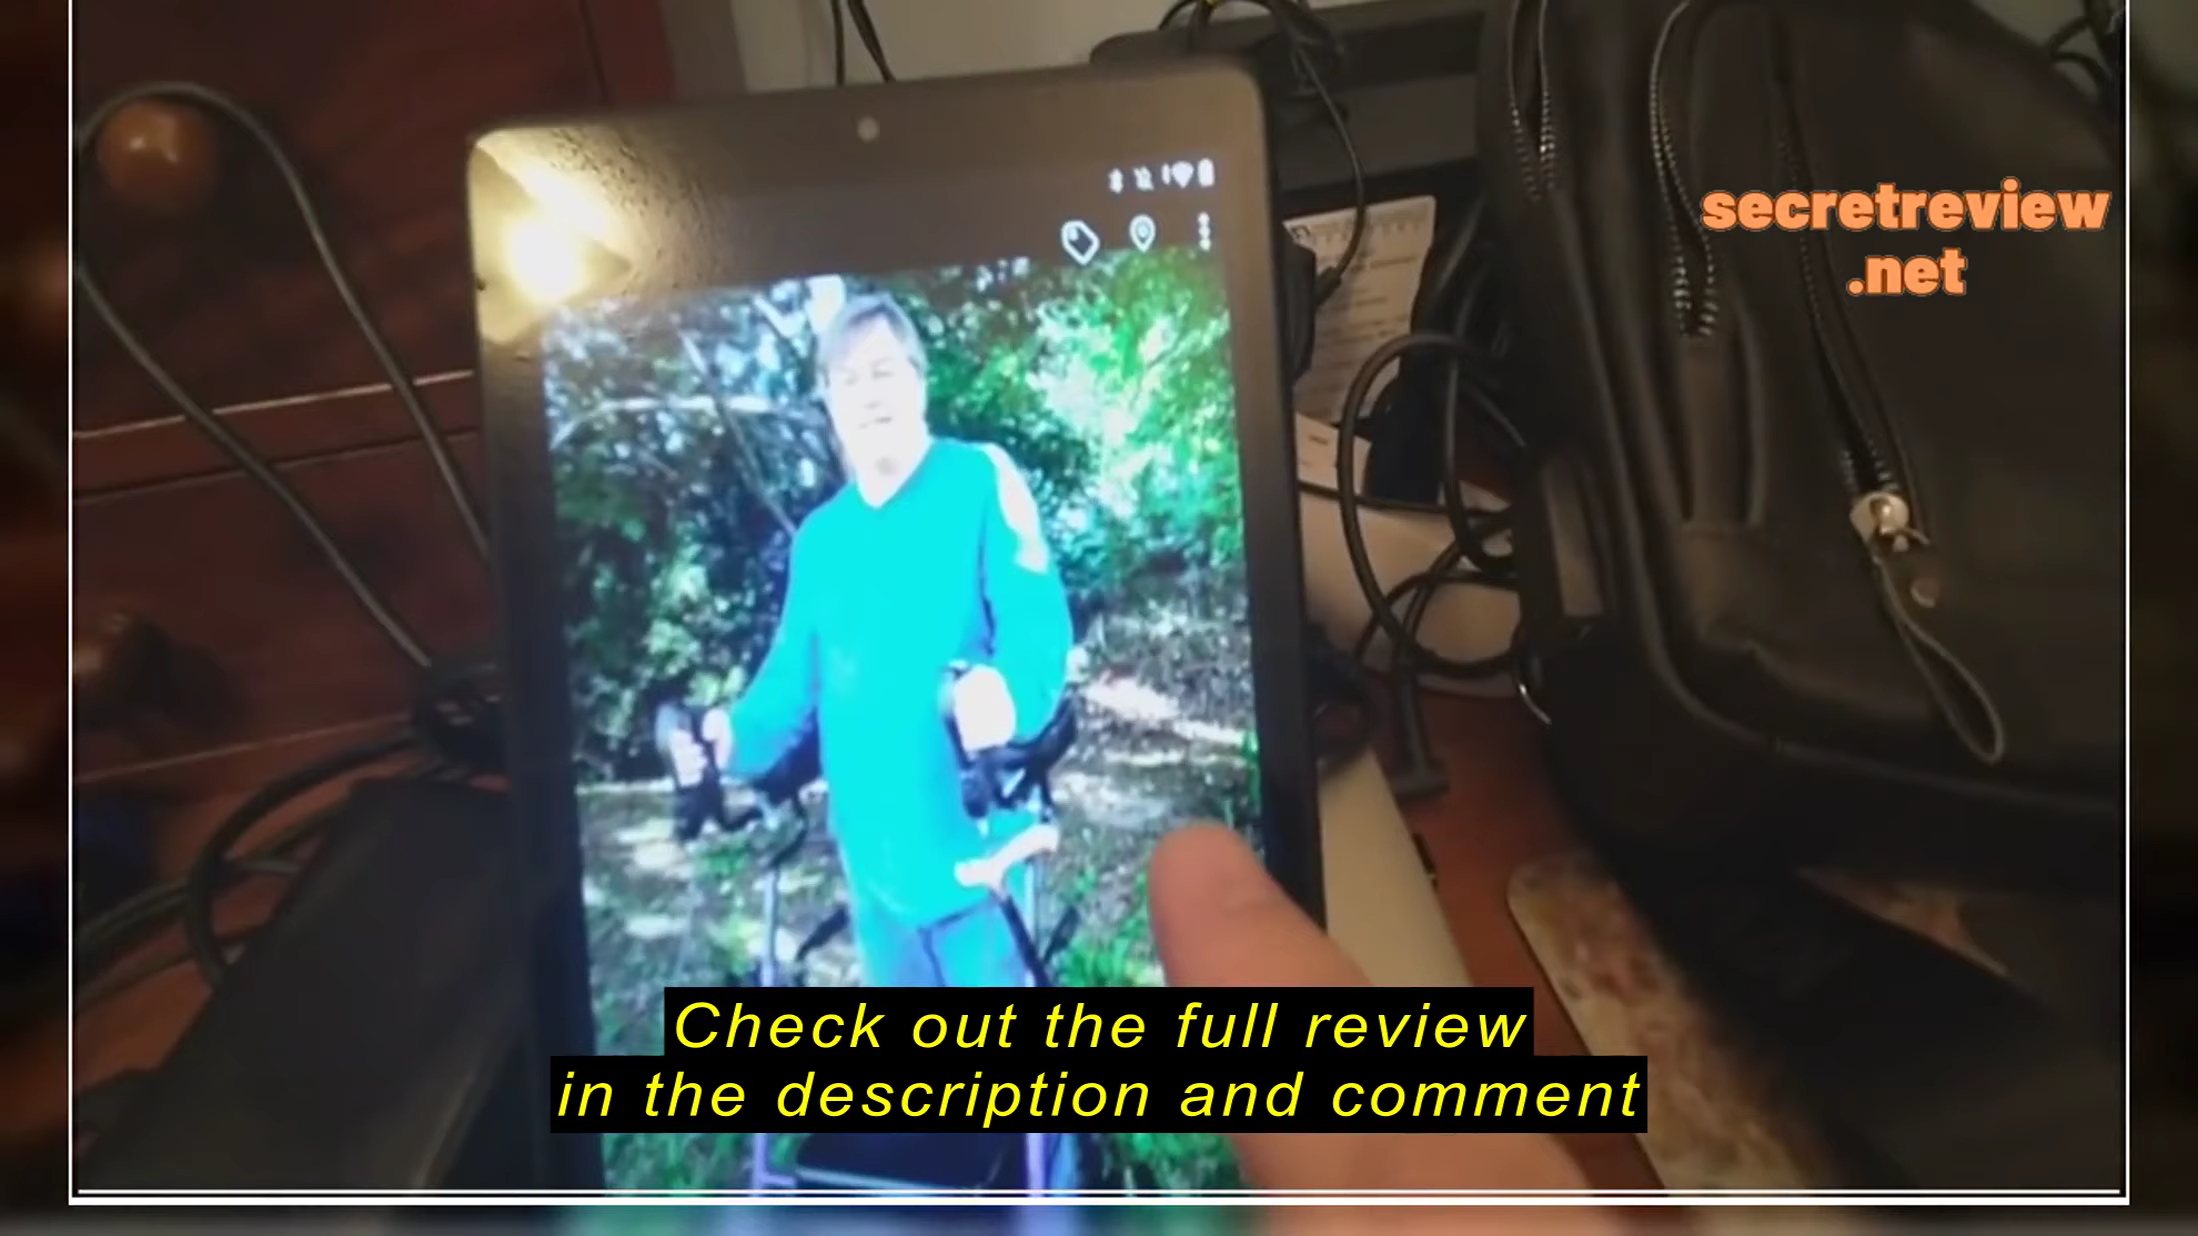 secretreview
.net
Check out the full review
in the description and comment